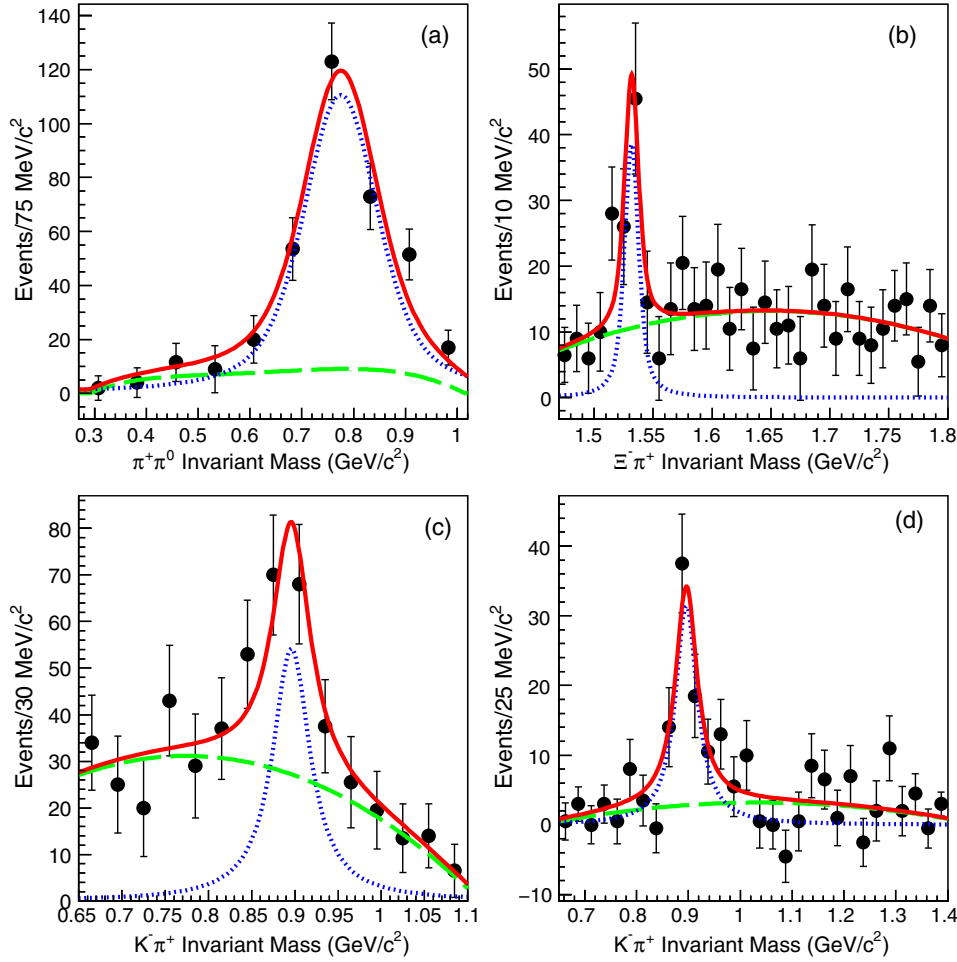 (a)
Events/75 MeV/c²
140
120
100
80
60
40
20
0
0.3 0.4 0.5 0.6 0.7 0.8 0.9 1
π⁺π⁰ Invariant Mass (GeV/c²)
(b)
Events/10 MeV/c²
50
40
30
20
10
0
1.5 1.55 1.6 1.65 1.7 1.75 1.8
Ξ⁻π⁺ Invariant Mass (GeV/c²)
(c)
Events/30 MeV/c²
80
70
60
50
40
30
20
10
0
0.65 0.7 0.75 0.8 0.85 0.9 0.95 1 1.05 1.1
K⁻π⁺ Invariant Mass (GeV/c²)
(d)
Events/25 MeV/c²
40
30
20
10
0
−10
0.7 0.8 0.9 1 1.1 1.2 1.3 1.4
K⁻π⁺ Invariant Mass (GeV/c²)